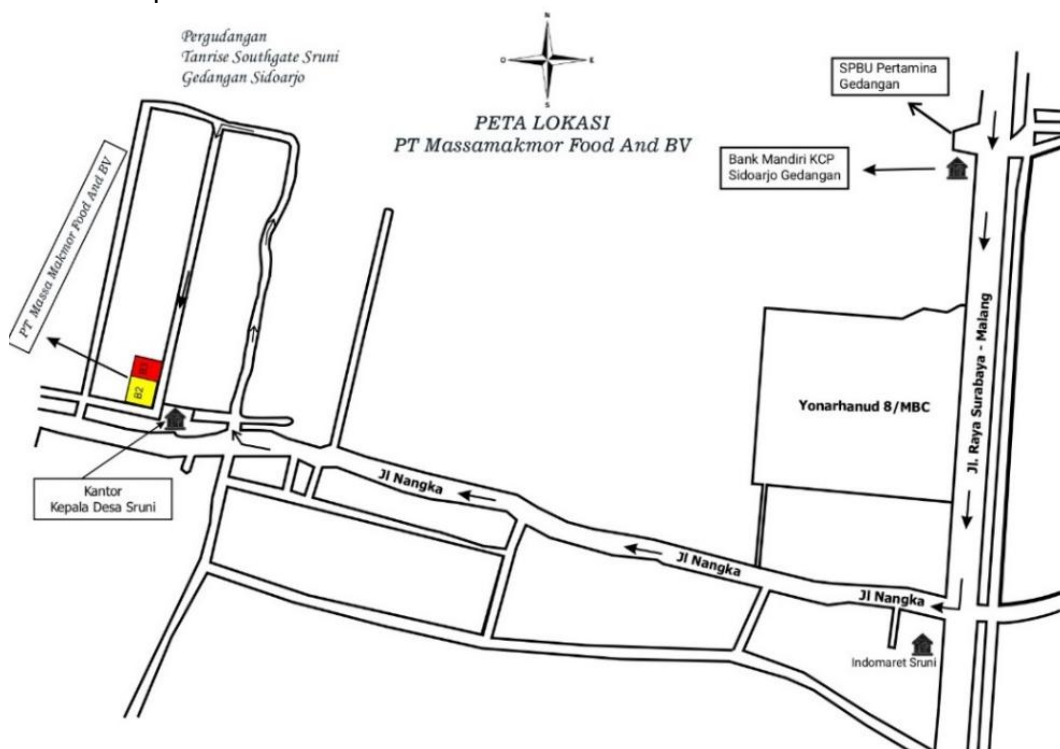 Pergudangan
Tanrise Southgate Sruni
Gedangan Sidoarjo
N
O
E
S
PETA LOKASI
PT Massamakmor Food And BV
SPBU Pertamina
Gedangan
Bank Mandiri KCP
Sidoarjo Gedangan
PT Massa Makmor Food And BV
B1
B2
Jl. Raya Surabaya - Malang
Yonarhanud 8/MBC
Kantor
Kepala Desa Sruni
Jl Nangka
Jl Nangka
Jl Nangka
Indomaret Sruni